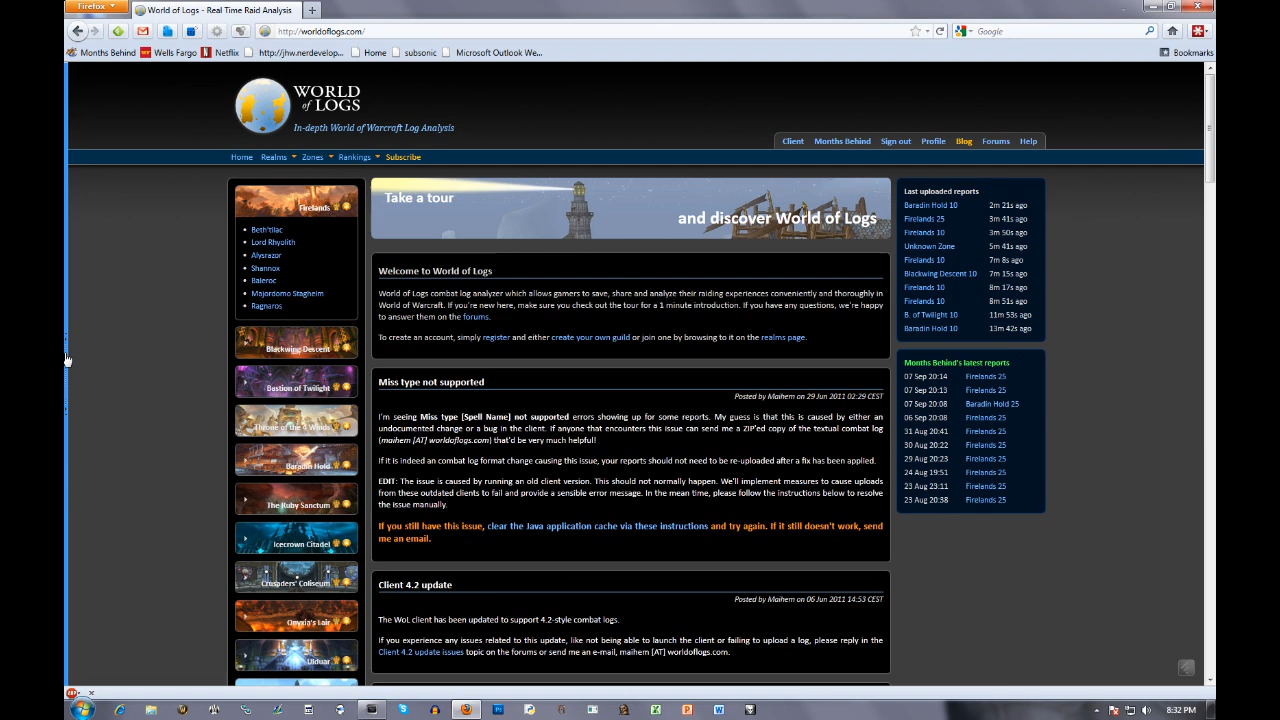 Firefox
World of Logs - Real Time Raid Analysis
http://worldoflogs.com/
Google
Months Behind
Wells Fargo
Netflix
http://jhw.nerdevelop...
Home
subsonic
Microsoft Outlook We...
Bookmarks
WORLD
of LOGS
In-depth World of Warcraft Log Analysis
Client Months Behind Sign out Profile Blog Forums Help
Home Realms Zones Rankings Subscribe
Firelands
Beth'tilac
Lord Rhyolith
Alysrazor
Shannox
Baleroc
Majordomo Stagheim
Ragnaros
Blackwing Descent
Bastion of Twilight
Throne of the 4 Winds
Baradin Hold
The Ruby Sanctum
Icecrown Citadel
Crusaders' Coliseum
Onyxia's Lair
Ulduar
Take a tour
and discover World of Logs
Welcome to World of Logs
World of Logs combat log analyzer which allows gamers to save, share and analyze their raiding experiences conveniently and thoroughly in
World of Warcraft. If you're new here, make sure you check out the tour for a 1 minute introduction. If you have any questions, we're happy
to answer them on the forums.
To create an account, simply register and either create your own guild or join one by browsing to it on the realms page.
Miss type not supported
Posted by Maihem on 29 Jun 2011 02:29 CEST
I'm seeing Miss type [Spell Name] not supported errors showing up for some reports. My guess is that this is caused by either an
undocumented change or a bug in the client. If anyone that encounters this issue can send me a ZIP'ed copy of the textual combat log
(maihem [AT] worldoflogs.com) that'd be very much helpful!
If it is indeed an combat log format change causing this issue, your reports should not need to be re-uploaded after a fix has been applied.
EDIT: The issue is caused by running an old client version. This should not normally happen. We'll implement measures to cause uploads
from these outdated clients to fail and provide a sensible error message. In the mean time, please follow the instructions below to resolve
the issue manually.
If you still have this issue, clear the Java application cache via these instructions and try again. If it still doesn't work, send
me an email.
Client 4.2 update
Posted by Maihem on 06 Jun 2011 14:53 CEST
The WoL client has been updated to support 4.2-style combat logs.
If you experience any issues related to this update, like not being able to launch the client or failing to upload a log, please reply in the
Client 4.2 update issues topic on the forums or send me an e-mail, maihem [AT] worldoflogs.com.
Last uploaded reports
Baradin Hold 10 2m 21s ago
Firelands 25 3m 41s ago
Firelands 10 3m 50s ago
Unknown Zone 5m 41s ago
Firelands 10 7m 8s ago
Blackwing Descent 10 7m 15s ago
Firelands 10 8m 17s ago
Firelands 10 8m 51s ago
B. of Twilight 10 11m 53s ago
Baradin Hold 10 13m 42s ago
Months Behind's latest reports
07 Sep 20:14 Firelands 25
07 Sep 20:13 Firelands 25
07 Sep 20:08 Baradin Hold 25
06 Sep 20:08 Firelands 25
31 Aug 20:41 Firelands 25
30 Aug 20:22 Firelands 25
29 Aug 20:23 Firelands 25
24 Aug 19:51 Firelands 25
23 Aug 23:11 Firelands 25
23 Aug 20:38 Firelands 25
8:32 PM